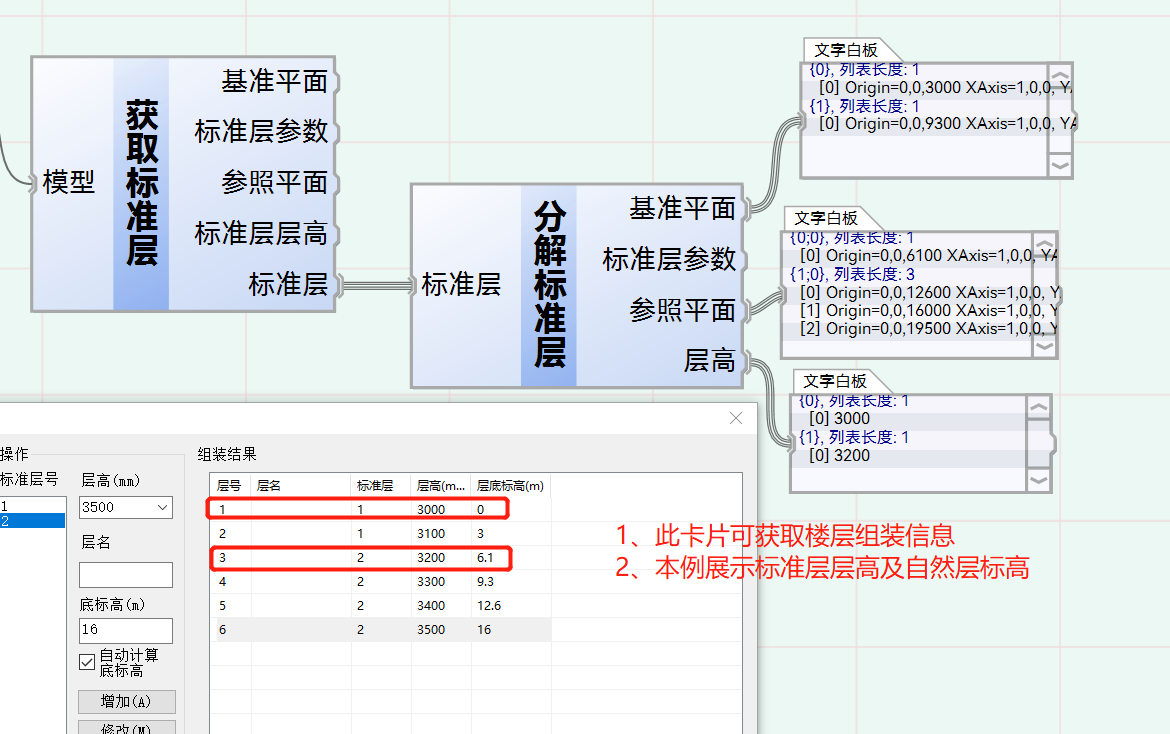 获取标准层
模型
基准平面
标准层参数
参照平面
标准层层高
标准层
分解标准层
标准层
基准平面
标准层参数
参照平面
层高
文字白板
{0}, 列表长度: 1
[0] Origin=0,0,3000 XAxis=1,0,0, YA
{1}, 列表长度: 1
[0] Origin=0,0,9300 XAxis=1,0,0, YA
文字白板
{0;0}, 列表长度: 1
[0] Origin=0,0,6100 XAxis=1,0,0, YA
{1;0}, 列表长度: 3
[0] Origin=0,0,12600 XAxis=1,0,0, Y
[1] Origin=0,0,16000 XAxis=1,0,0, Y
[2] Origin=0,0,19500 XAxis=1,0,0, Y
文字白板
{0}, 列表长度: 1
[0] 3000
{1}, 列表长度: 1
[0] 3200
操作
标准层号
1
2
层高(mm)
3500
层名
底标高(m)
16
自动计算
底标高
增加(A)
修改(M)
组装结果
层号 层名 标准层 层高(m... 层底标高(m)
1 1 3000 0
2 1 3100 3
3 2 3200 6.1
4 2 3300 9.3
5 2 3400 12.6
6 2 3500 16
1、此卡片可获取楼层组装信息
2、本例展示标准层层高及自然层标高